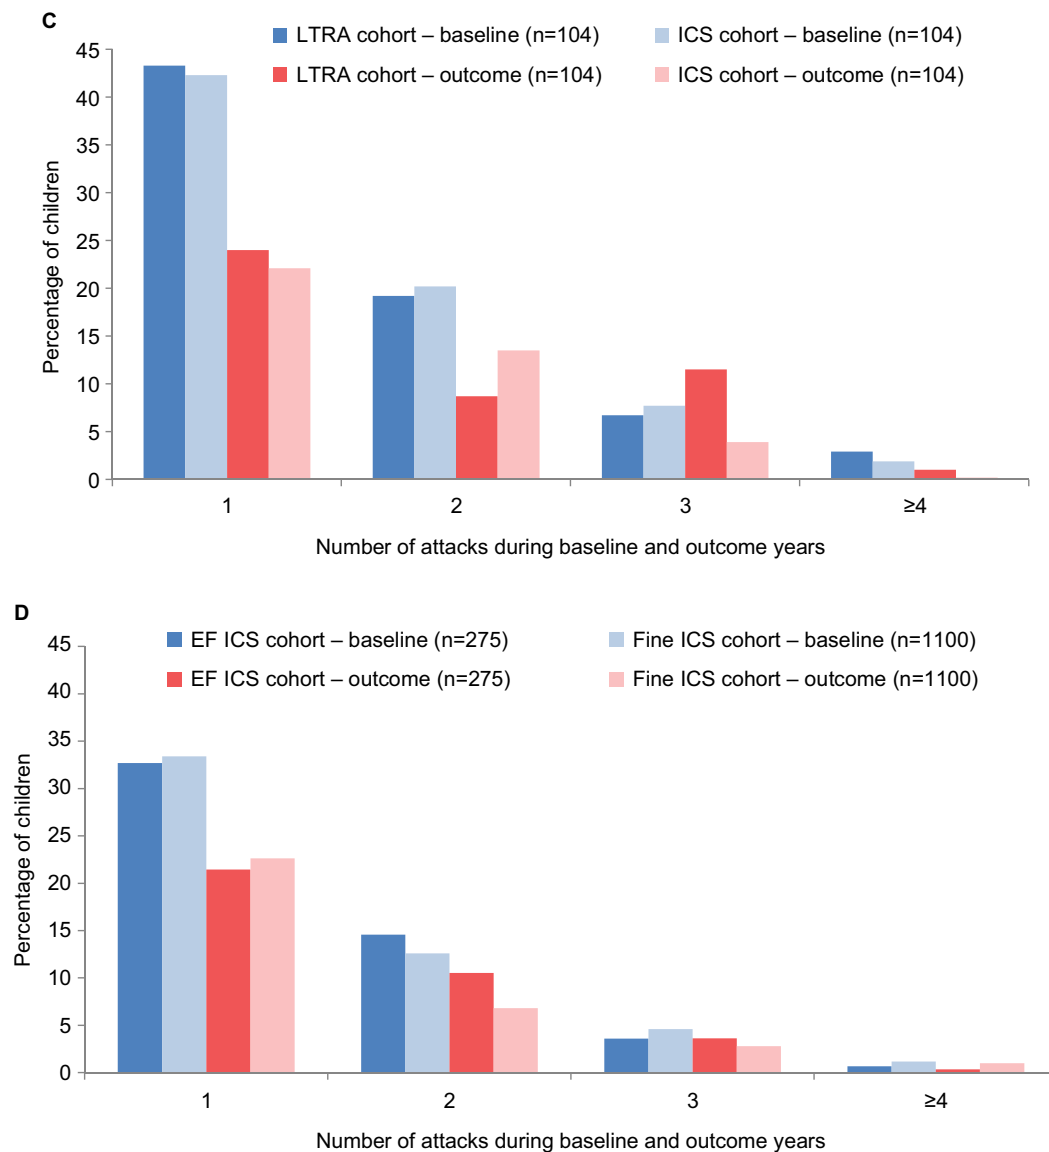 C
LTRA cohort – baseline (n=104)
ICS cohort – baseline (n=104)
LTRA cohort – outcome (n=104)
ICS cohort – outcome (n=104)
Percentage of children
45
40
35
30
25
20
15
10
5
0
1 2 3 ≥4
Number of attacks during baseline and outcome years
D
EF ICS cohort – baseline (n=275)
Fine ICS cohort – baseline (n=1100)
EF ICS cohort – outcome (n=275)
Fine ICS cohort – outcome (n=1100)
Percentage of children
45
40
35
30
25
20
15
10
5
0
1 2 3 ≥4
Number of attacks during baseline and outcome years